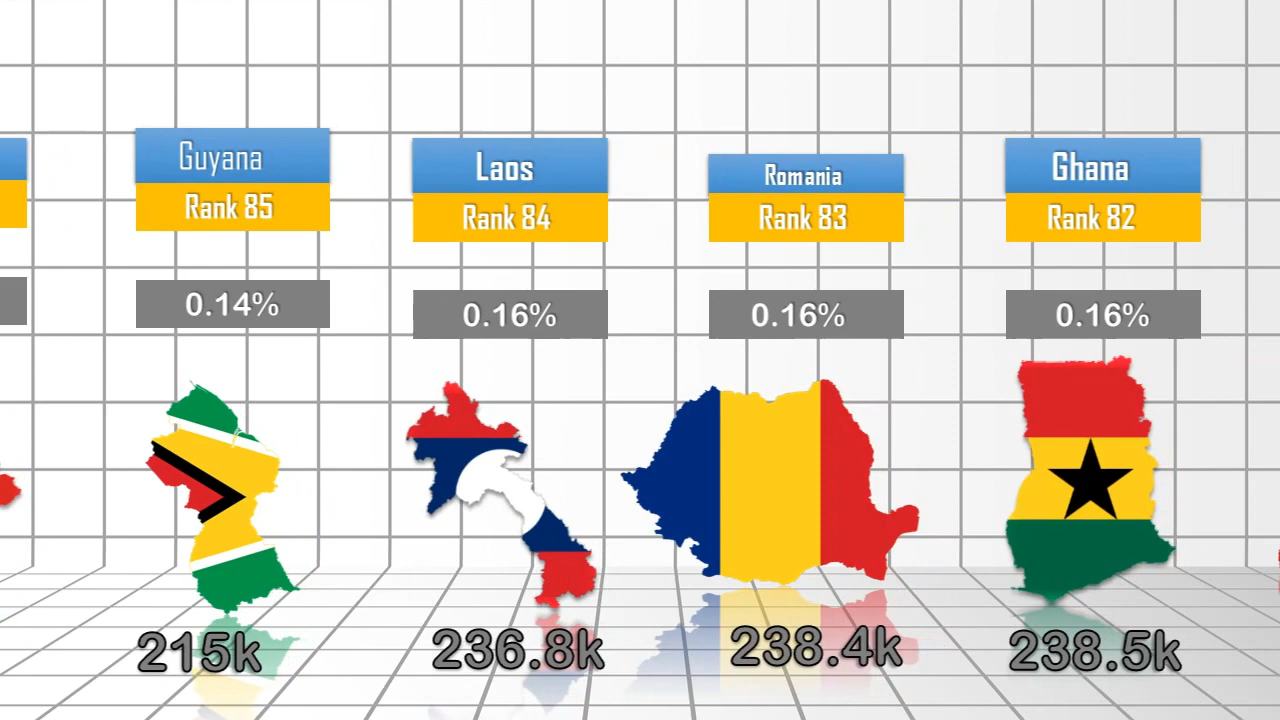 Guyana
Rank 85
0.14%
215k
Laos
Rank 84
0.16%
236.8k
Romania
Rank 83
0.16%
238.4k
Ghana
Rank 82
0.16%
238.5k